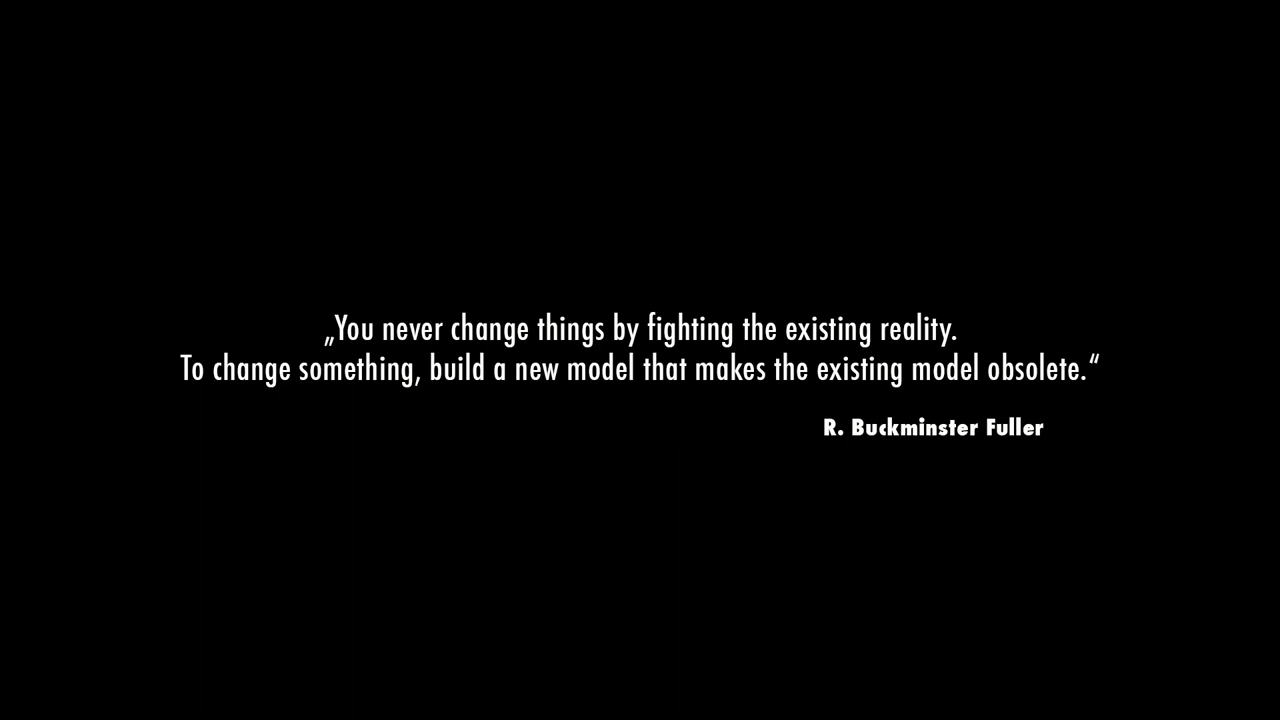 „You never change things by fighting the existing reality.
To change something, build a new model that makes the existing model obsolete.“
R. Buckminster Fuller